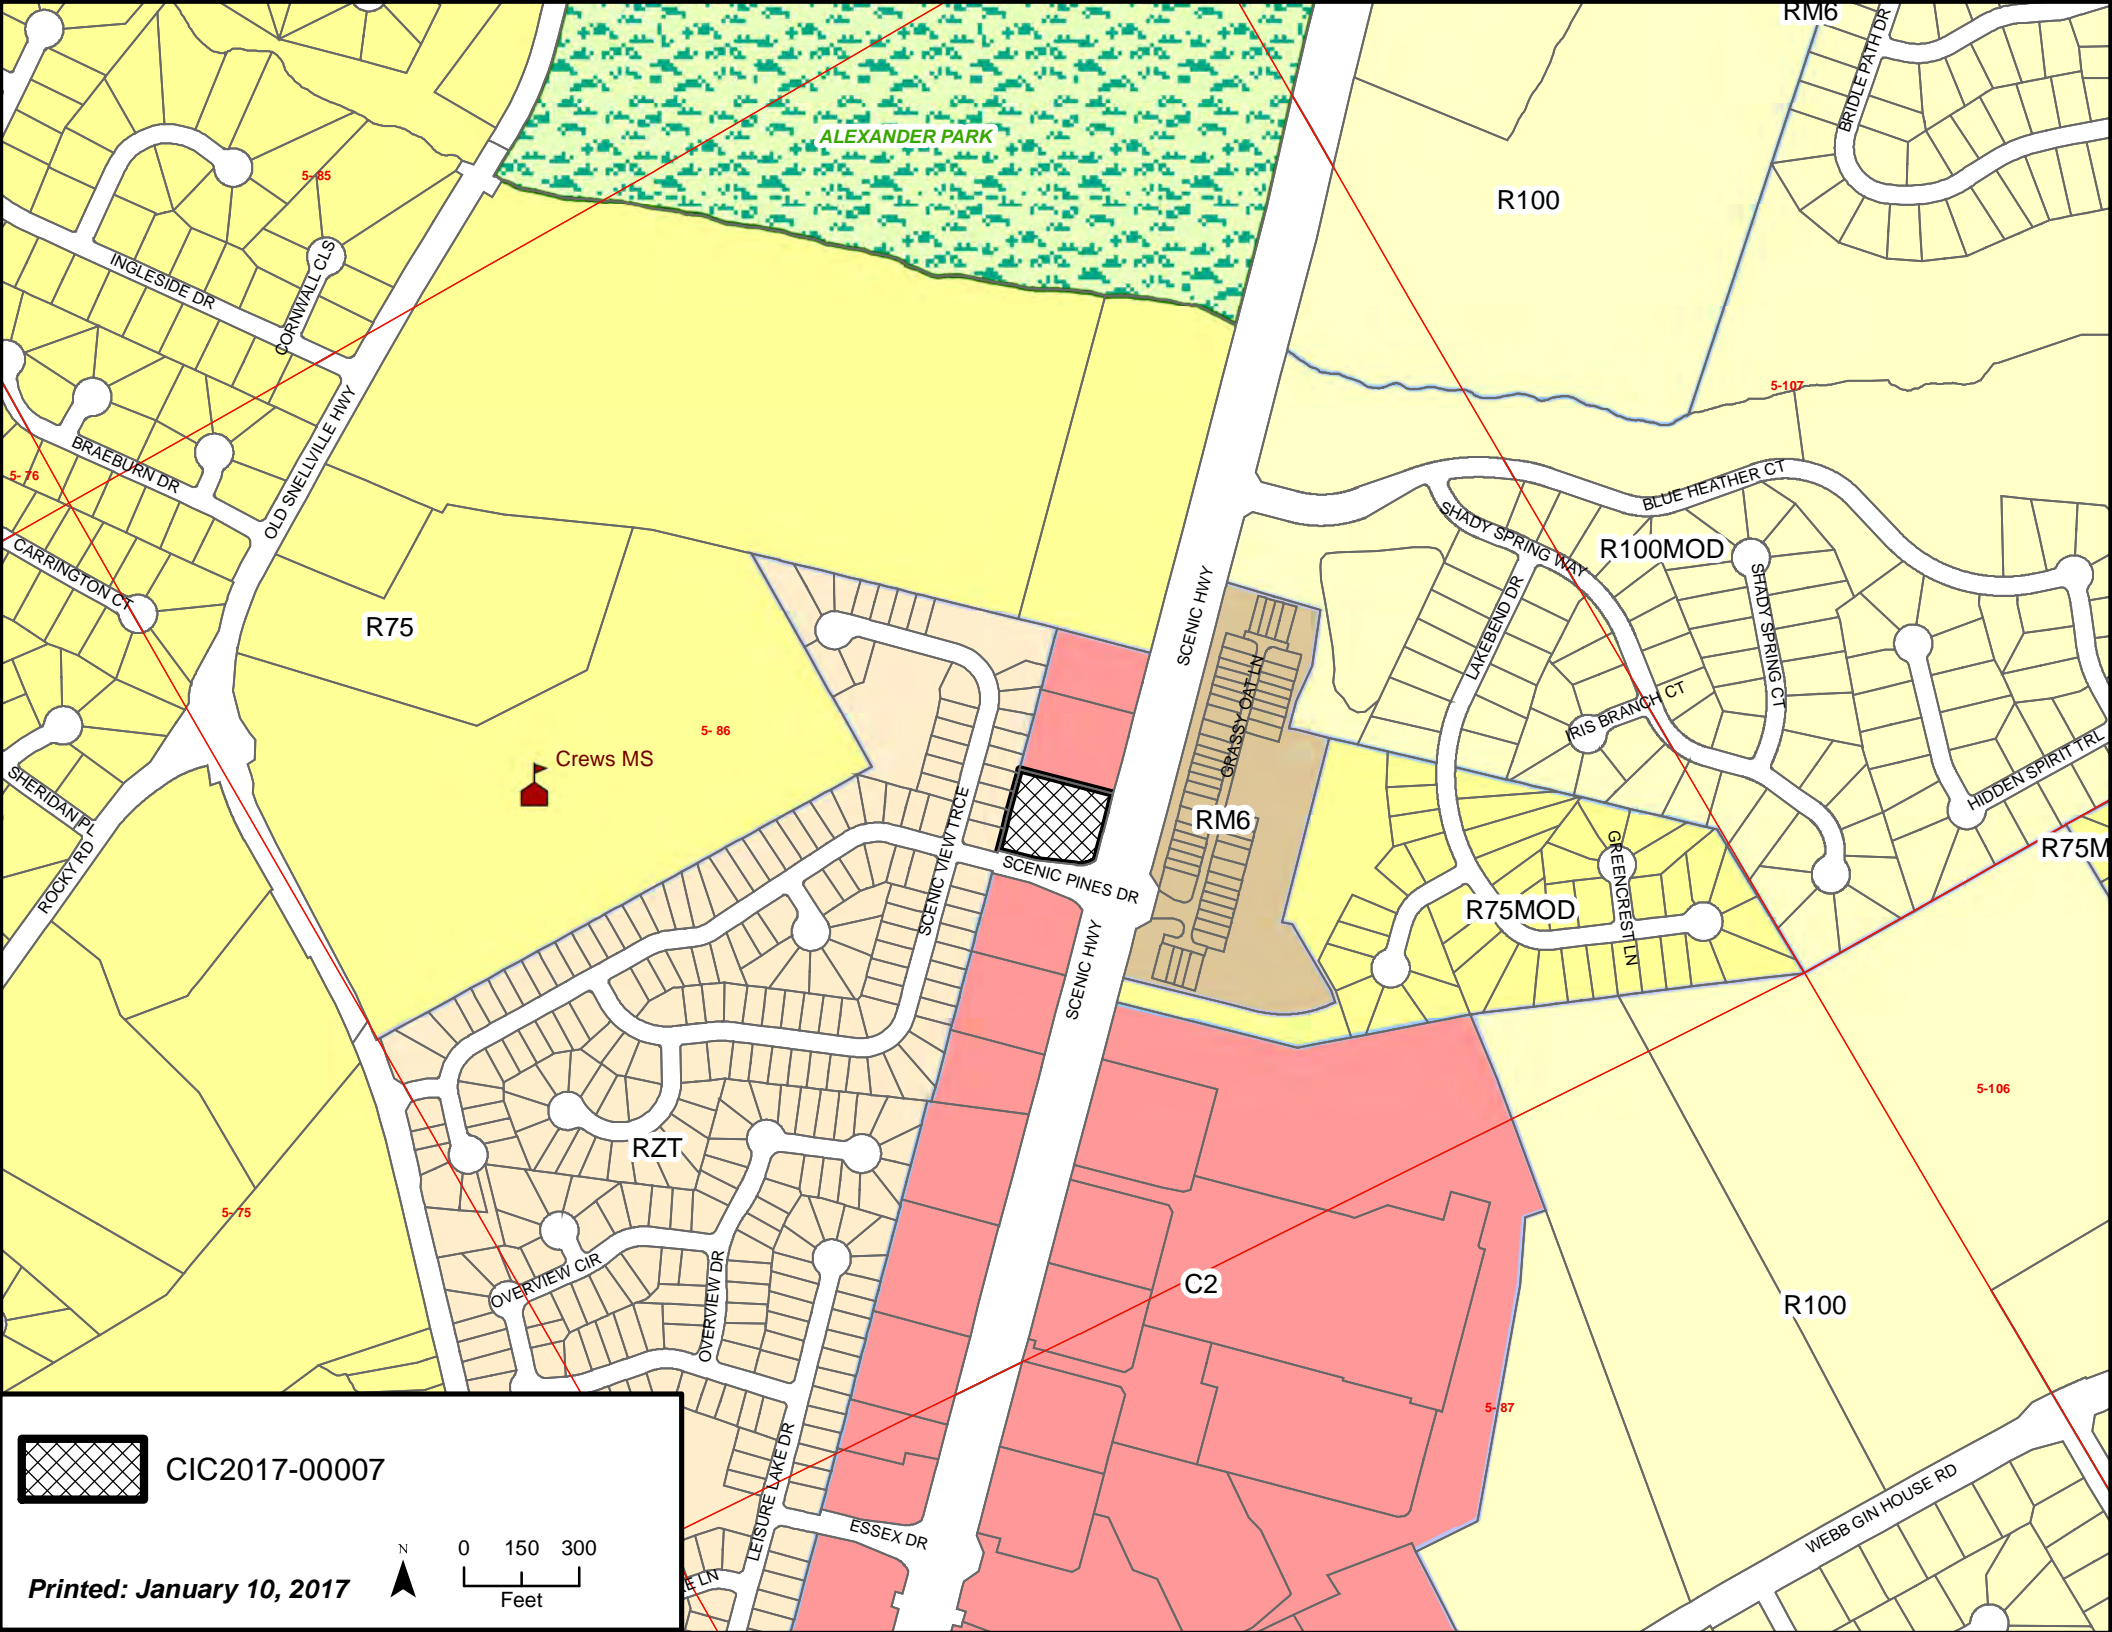 RM6
BRIDLE PATH DR
ALEXANDER PARK
5-85
R100
INGLESIDE DR
CORNWALL CLS
5-107
OLD SNELLVILLE HWY
BRAEBURN DR
5-76
BLUE HEATHER CT
SHADY SPRING WAY
R100MOD
CARRINGTON CT
SCENIC HWY
LAKEBEND DR
SHADY SPRING CT
R75
GRASSY OAT LN
IRIS BRANCH CT
5-86
Crews MS
HIDDEN SPIRIT TRL
SHERIDAN PL
RM6
SCENIC VIEW TRCE
SCENIC PINES DR
GREENCREST LN
R75M
ROCKY RD
R75MOD
SCENIC HWY
5-106
RZT
5-75
OVERVIEW CIR
OVERVIEW DR
C2
R100
5-87
LEISURE LAKE DR
ESSEX DR
WEBB GIN HOUSE RD
E LN
CIC2017-00007
N
0 150 300
Feet
Printed: January 10, 2017